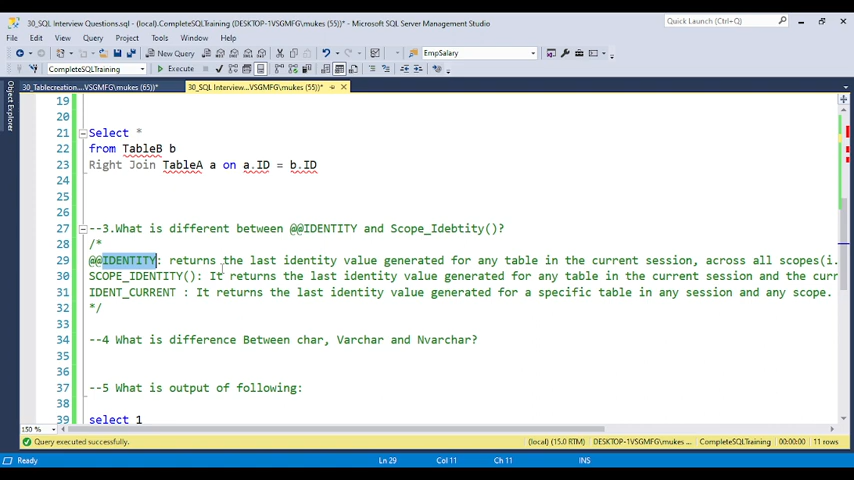 30_SQL Interview Questions.sql - (local).CompleteSQLTraining (DESKTOP-1VSGMFG\mukes (55))* - Microsoft SQL Server Management Studio
Quick Launch (Ctrl+Q)
File Edit View Query Project Tools Window Help
New Query
EmpSalary
CompleteSQLTraining
Execute
Object Explorer
30_Tablecreation....VSGMFG\mukes (52))*
30_SQL Interview...VSGMFG\mukes (55))*
19
20
21 Select *
22 from TableB b
23 Right Join TableA a on a.ID = b.ID
24
25
26
27 --3.What is different between @@IDENTITY and Scope_Idebtity()?
28 /*
29 @@IDENTITY: returns the last identity value generated for any table in the current session, across all scopes(i.
30 SCOPE_IDENTITY(): It returns the last identity value generated for any table in the current session and the curr
31 IDENT_CURRENT : It returns the last identity value generated for a specific table in any session and any scope.
32 */
33
34 --4 What is difference Between char, Varchar and Nvarchar?
35
36
37 --5 What is output of following:
38
39 select 1
150 %
Query executed successfully.
(local) (15.0 RTM) DESKTOP-1VSGMFG\mukes ... CompleteSQLTraining 00:00:00 11 rows
Ready Ln 29 Col 11 Ch 11 INS